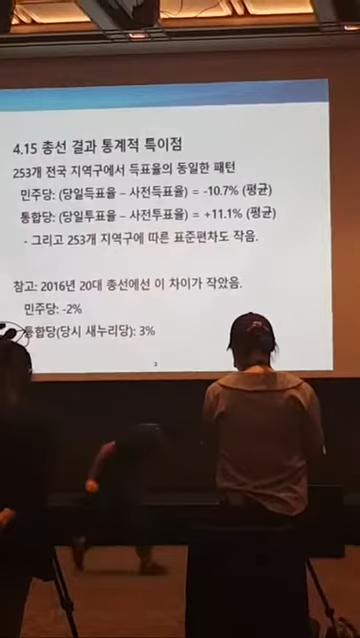 4.15 총선 결과 통계적 특이점
253개 전국 지역구에서 득표율의 동일한 패턴
민주당: (당일득표율 – 사전득표율) = -10.7% (평균)
통합당: (당일투표율 – 사전투표율) = +11.1% (평균)
- 그리고 253개 지역구에 따른 표준편차도 작음.
참고: 2016년 20대 총선에선 이 차이가 작았음.
민주당: -2%
통합당(당시 새누리당): 3%
2